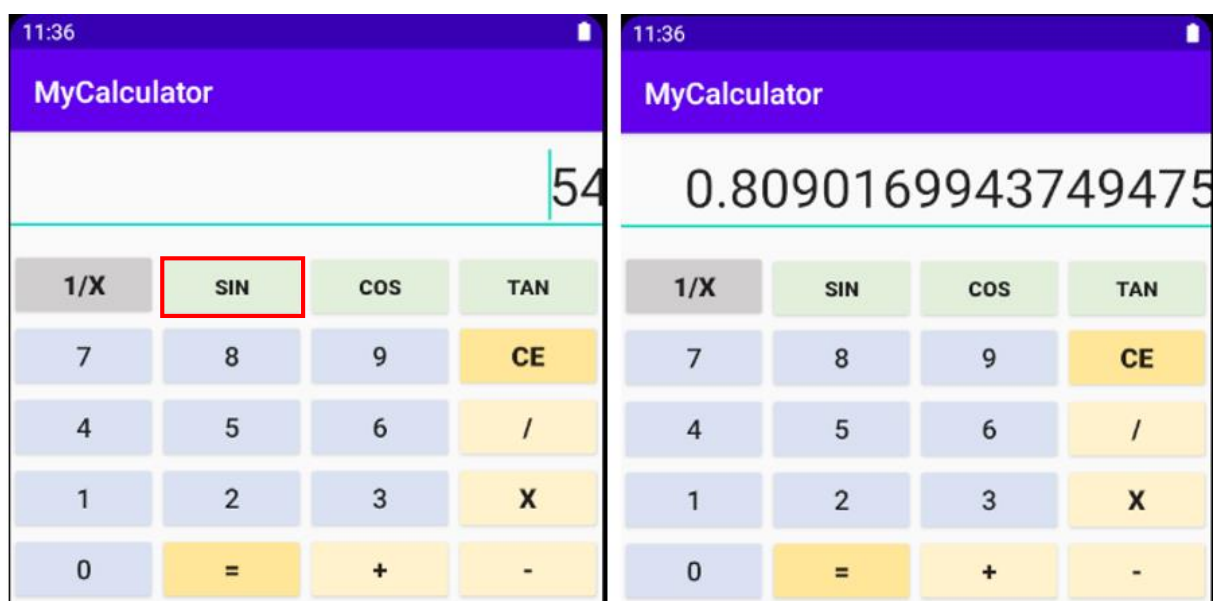 11:36
MyCalculator
54
1/X SIN COS TAN
7 8 9 CE
4 5 6 /
1 2 3 X
0 = + -
11:36
MyCalculator
0.8090169943749475
1/X SIN COS TAN
7 8 9 CE
4 5 6 /
1 2 3 X
0 = + -